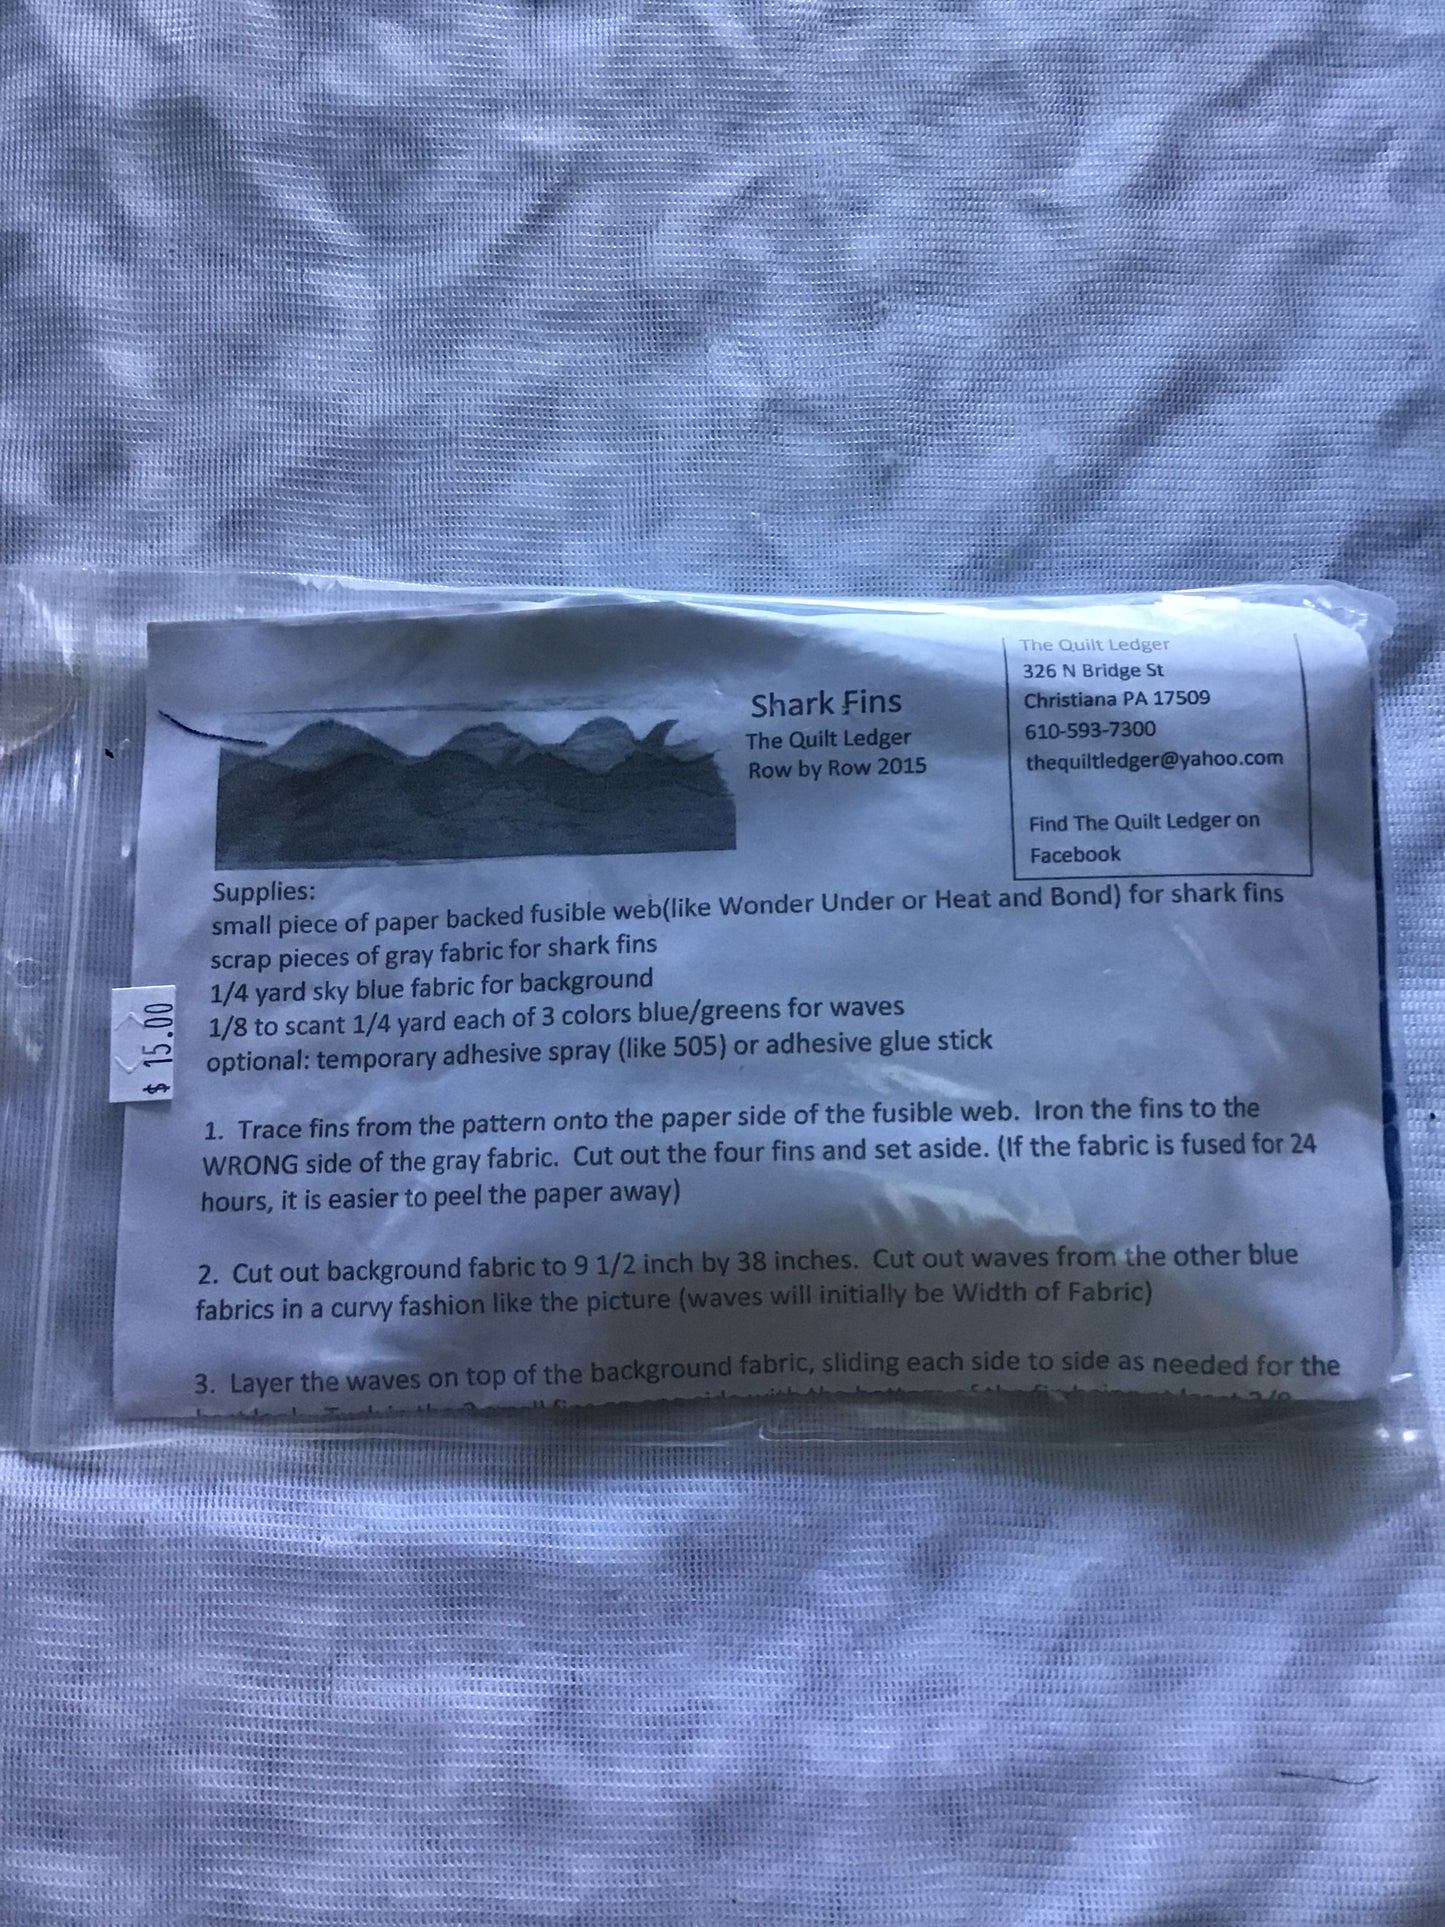 The Quilt Ledger
326 N Bridge St
Christiana PA 17509
610-593-7300
thequiltledger@yahoo.com
Find The Quilt Ledger on
Facebook
Shark Fins
The Quilt Ledger
Row by Row 2015
Supplies:
small piece of paper backed fusible web(like Wonder Under or Heat and Bond) for shark fins
scrap pieces of gray fabric for shark fins
1/4 yard sky blue fabric for background
1/8 to scant 1/4 yard each of 3 colors blue/greens for waves
optional: temporary adhesive spray (like 505) or adhesive glue stick
$ 15.00
1. Trace fins from the pattern onto the paper side of the fusible web. Iron the fins to the
WRONG side of the gray fabric. Cut out the four fins and set aside. (If the fabric is fused for 24
hours, it is easier to peel the paper away)
2. Cut out background fabric to 9 1/2 inch by 38 inches. Cut out waves from the other blue
fabrics in a curvy fashion like the picture (waves will initially be Width of Fabric)
3. Layer the waves on top of the background fabric, sliding each side to side as needed for the